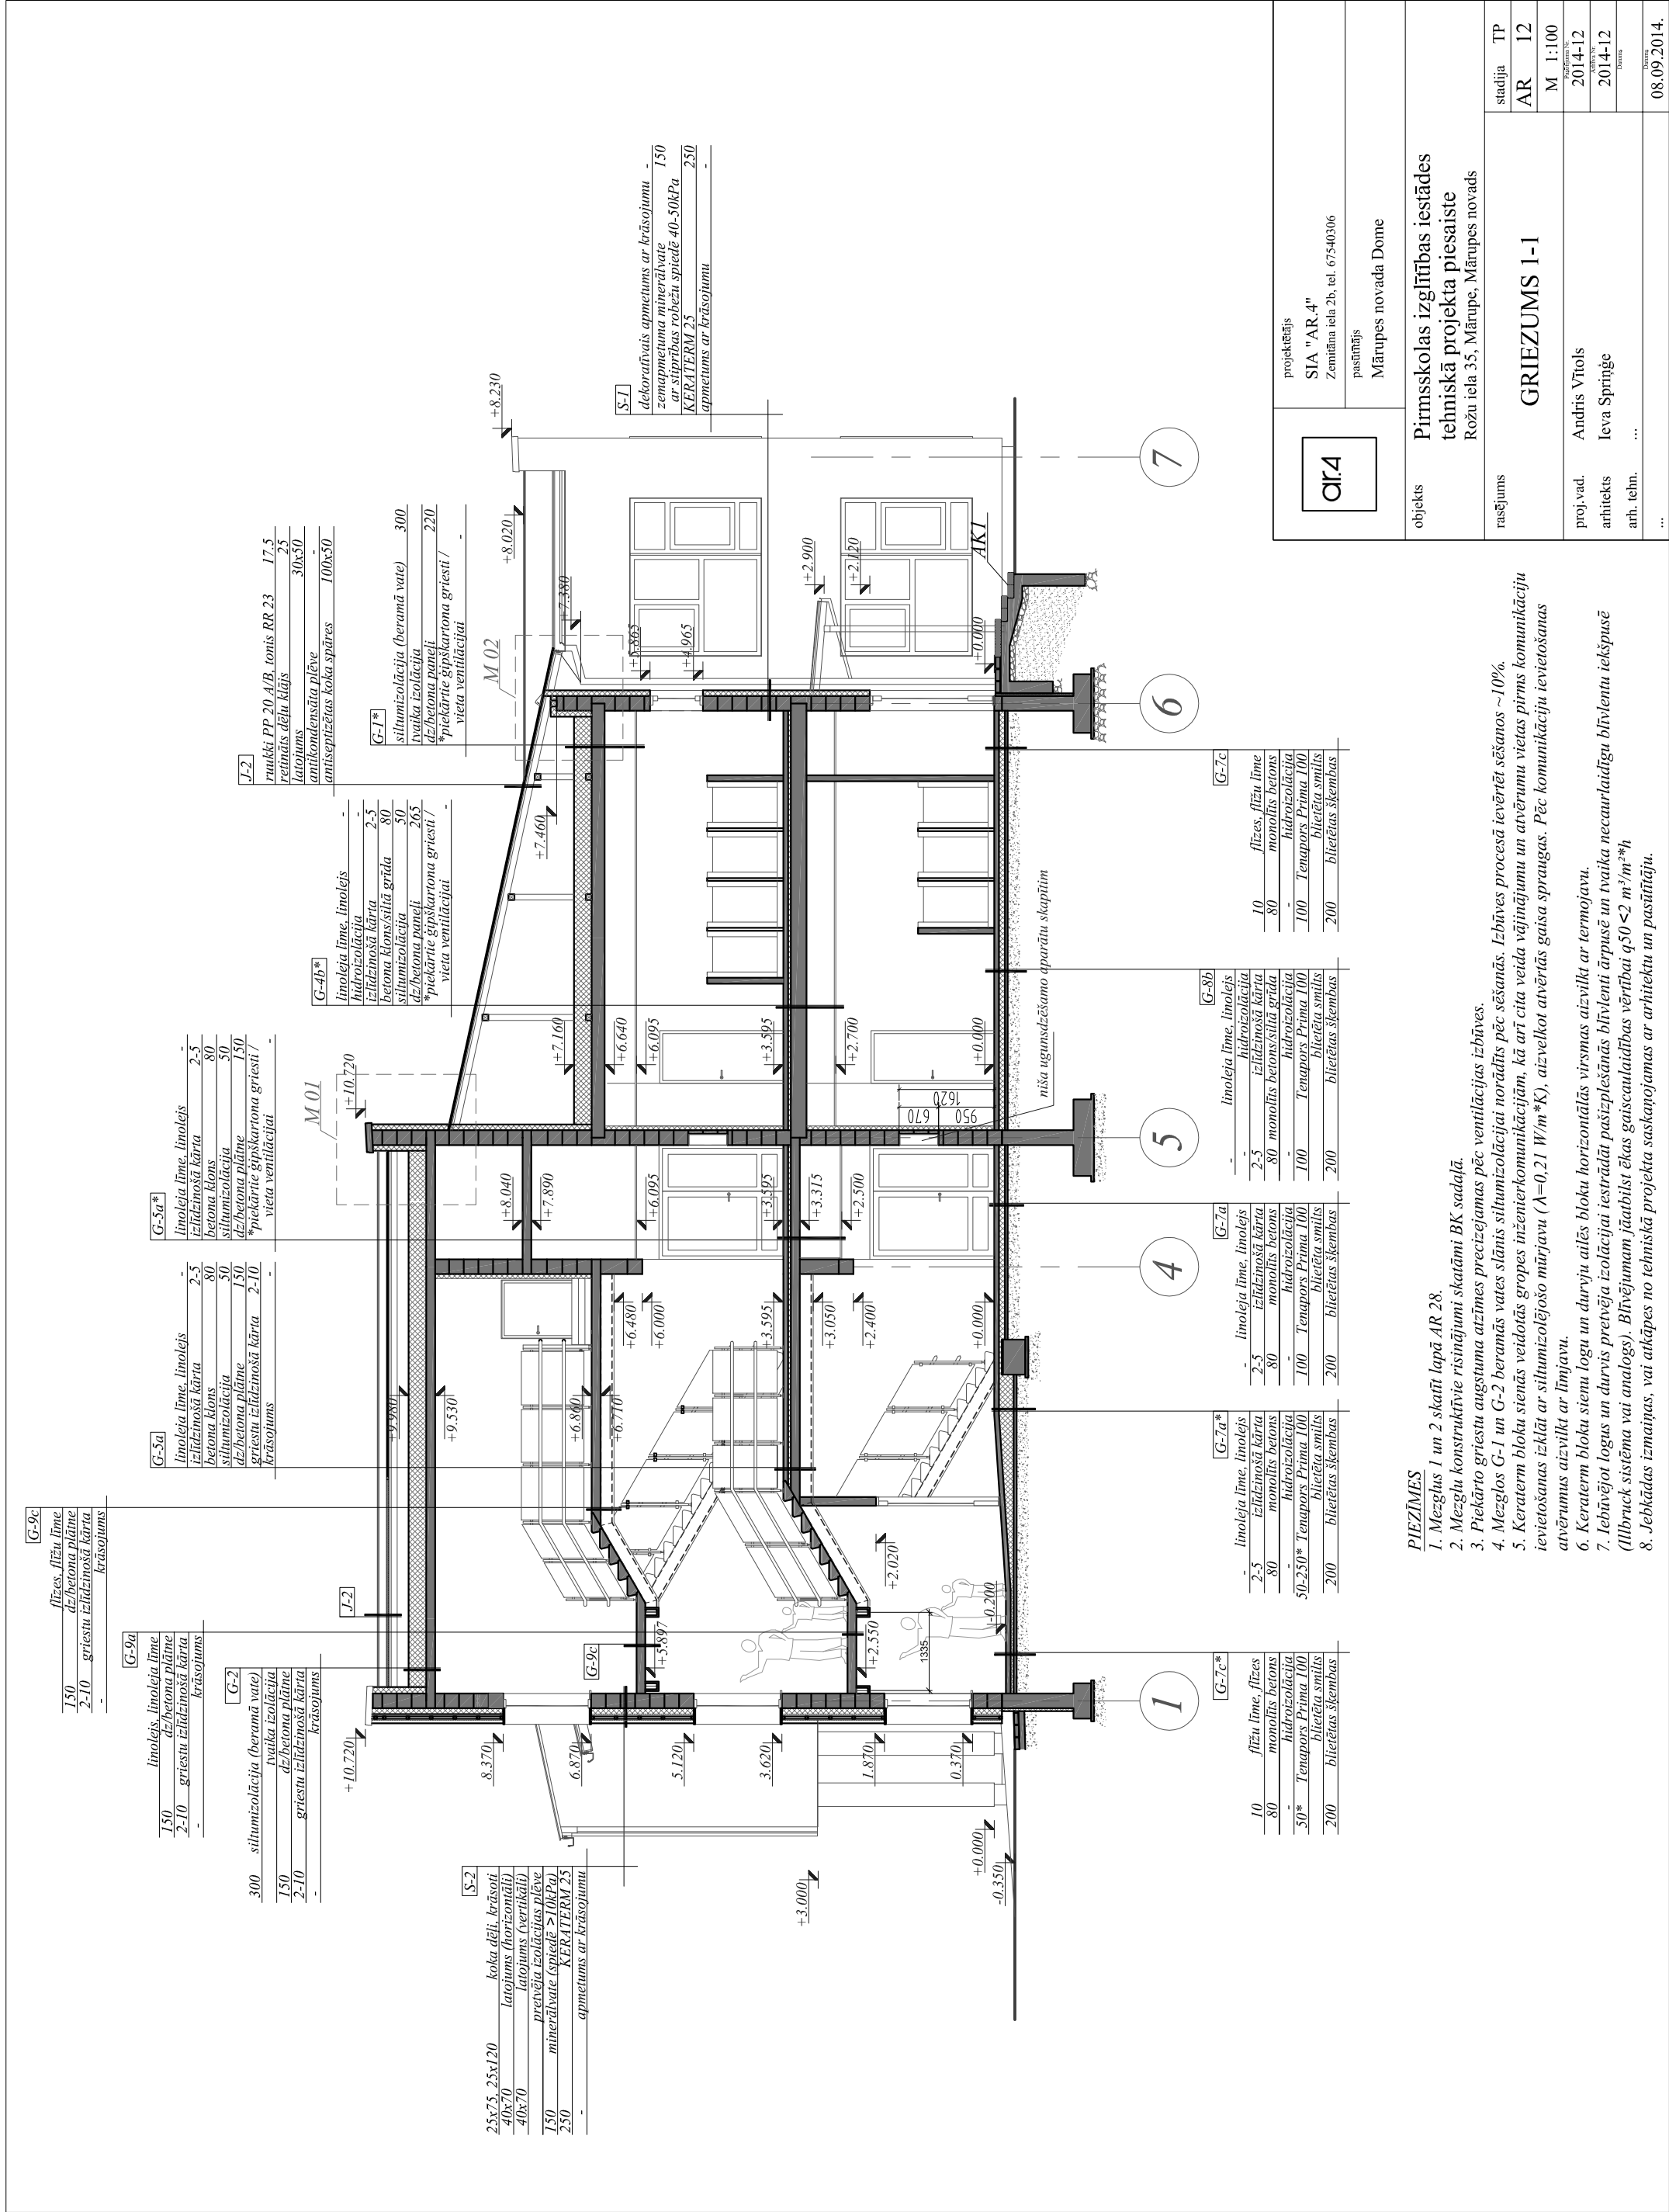 G-9c
flīzes, flīžu līme
150 dz/betona plātne
2-10 griestu izlīdzinošā kārta
- krāsojums
G-9a
linolejs, linoleja līme
150 dz/betona plātne
2-10 griestu izlīdzinošā kārta
- krāsojums
G-2
300 siltumizolācija (beramā vate)
tvaika izolācija
150 dz/betona plātne
2-10 griestu izlīdzinošā kārta
- krāsojums
J-2
G-5a
linoleja līme, linolejs -
izlīdzinošā kārta 2-5
betona klons 80
siltumizolācija 50
dz/betona plātne 150
griestu izlīdzinošā kārta 2-10
krāsojums -
G-5a*
linoleja līme, linolejs -
izlīdzinošā kārta 2-5
betona klons 80
siltumizolācija 50
dz/betona plātne 150
*piekārtie ģipškartona griesti /
vieta ventilācijai -
G-4b*
linoleja līme, linolejs -
hidroizolācija -
izlīdzinošā kārta 2-5
betona klons/siltā grīda 80
siltumizolācija 50
dz/betona paneli 265
*piekārtie ģipškartona griesti /
vieta ventilācijai -
J-2
ruukki PP 20 A/B, tonis RR 23 17.5
retināts dēļu klājs 25
latojums 30x50
antikondensāta plēve -
antiseptizētas koka spāres 100x50
G-1*
siltumizolācija (beramā vate) 300
tvaika izolācija
dz/betona paneli 220
*piekārtie ģipškartona griesti /
vieta ventilācijai -
S-1
dekoratīvais apmetums ar krāsojumu -
zemapmetuma minerālvate 150
ar stiprības robežu spiedē 40-50kPa
KERATERM 25 250
apmetums ar krāsojumu -
S-2
25x75, 25x120 koka dēļi, krāsoti
40x70 latojums (horizontāli)
40x70 latojums (vertikāli)
pretvēja izolācijas plēve
150 minerālvate (spiedē >10kPa)
250 KERATERM 25
- apmetums ar krāsojumu
M 01
M 02
+10.720
8.370
6.870
5.120
3.620
1.870
0.370
+3.000
+0.000
-0.350
G-9c
+5.897
+2.550
1335
-0.200
+2.020
+9.980
+9.530
+6.860
+6.710
+6.480
+6.000
+3.595
+3.050
+2.400
+0.000
+8.040
+7.890
+6.095
+3.595
+3.315
+2.500
+10.720
+7.160
+6.640
+6.095
+3.595
+2.700
+0.000
670
950
1620
niša ugunsdzēšamo aparātu skapītim
+7.460
+7.380
+8.020
+8.230
+5.865
+4.965
+2.900
+2.120
+0.000
AK1
1
4
5
6
7
G-7c*
10 flīžu līme, flīzes
80 monolīts betons
- hidroizolācija
50* Tenapors Prima 100
blietēta smilts
200 blietētas šķembas
G-7a*
- linoleja līme, linolejs
2-5 izlīdzinošā kārta
80 monolīts betons
- hidroizolācija
50-250* Tenapors Prima 100
blietēta smilts
200 blietētas šķembas
G-7a
- linoleja līme, linolejs
2-5 izlīdzinošā kārta
80 monolīts betons
- hidroizolācija
100 Tenapors Prima 100
blietēta smilts
200 blietētas šķembas
G-8b
- linoleja līme, linolejs
- hidroizolācija
2-5 izlīdzinošā kārta
80 monolīts betons/siltā grīda
- hidroizolācija
100 Tenapors Prima 100
blietēta smilts
200 blietētas šķembas
G-7c
10 flīzes, flīžu līme
80 monolīts betons
- hidroizolācija
100 Tenapors Prima 100
blietēta smilts
200 blietētas šķembas
PIEZĪMES
1. Mezglus 1 un 2 skatīt lapā AR 28.
2. Mezglu konstruktīvie risinājumi skatāmi BK sadaļā.
3. Piekārto griestu augstuma atzīmes precizējamas pēc ventilācijas izbūves.
4. Mezglos G-1 un G-2 beramās vates slānis siltumizolācijai norādīts pēc sēšanās. Izbūves procesā ievērtēt sēšanos ~10%.
5. Keraterm bloku sienās veidotās gropes inženierkomunikācijām, kā arī cita veida vājinājumu un atvērumu vietas pirms komunikāciju
ievietošanas izklāt ar siltumizolējošo mūrjavu (λ=0,21 W/m*K), aizvelkot atvērtās gaisa spraugas. Pēc komunikāciju ievietošanas
atvērumus aizvilkt ar līmjavu.
6. Keraterm bloku sienu logu un durvju ailēs bloku horizontālās virsmas aizvilkt ar termojavu.
7. Iebūvējot logus un durvis pretvēja izolācijai iestrādāt pašizplešanās blīvlenti ārpusē un tvaika necaurlaidīgu blīvlentu iekšpusē
(Illbruck sistēma vai analogs). Blīvējumam jāatbilst ēkas gaiscaulaidības vērtībai q50<2 m³/m²*h
8. Jebkādas izmaiņas, vai atkāpes no tehniskā projekta saskaņojamas ar arhitektu un pasūtītāju.
ar.4
projektētājs
SIA "AR.4"
Zemitāna iela 2b, tel. 67540306
pasūtītājs
Mārupes novada Dome
objekts
Pirmsskolas izglītības iestādes
tehniskā projekta piesaiste
Rožu iela 35, Mārupe, Mārupes novads
rasējums
GRIEZUMS 1-1
stadija TP
AR 12
M 1:100
proj.vad. Andris Vītols
Pasūtījuma Nr.
2014-12
arhitekts Ieva Spriņģe
Arhīva Nr.
2014-12
arh. tehn. ...
Datums
...
Datums
08.09.2014.